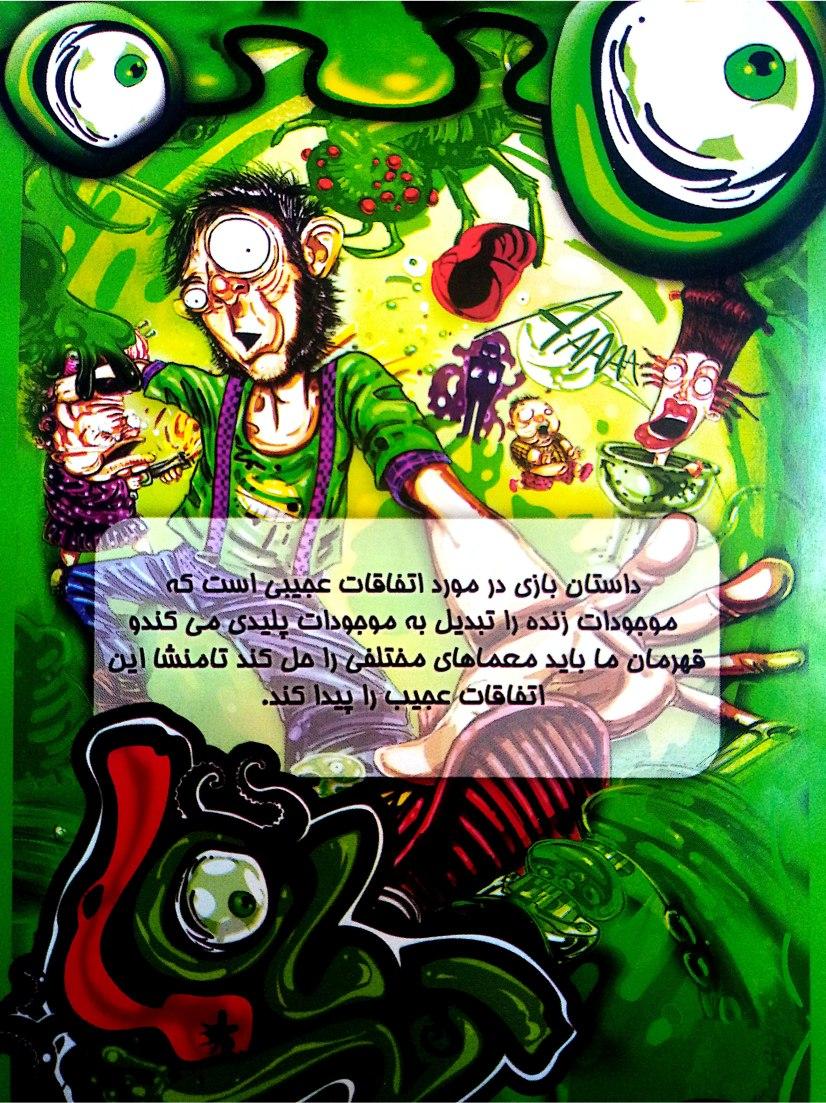 AAAAAA
داستان بازی در مورد اتفاقات عجیبی است که
موجودات زنده را تبدیل به موجودات پلیدی می کندو
قهرمان ما باید معماهای مختلفی را حل کند تامنشا این
اتفاقات عجیب را پیدا کند.